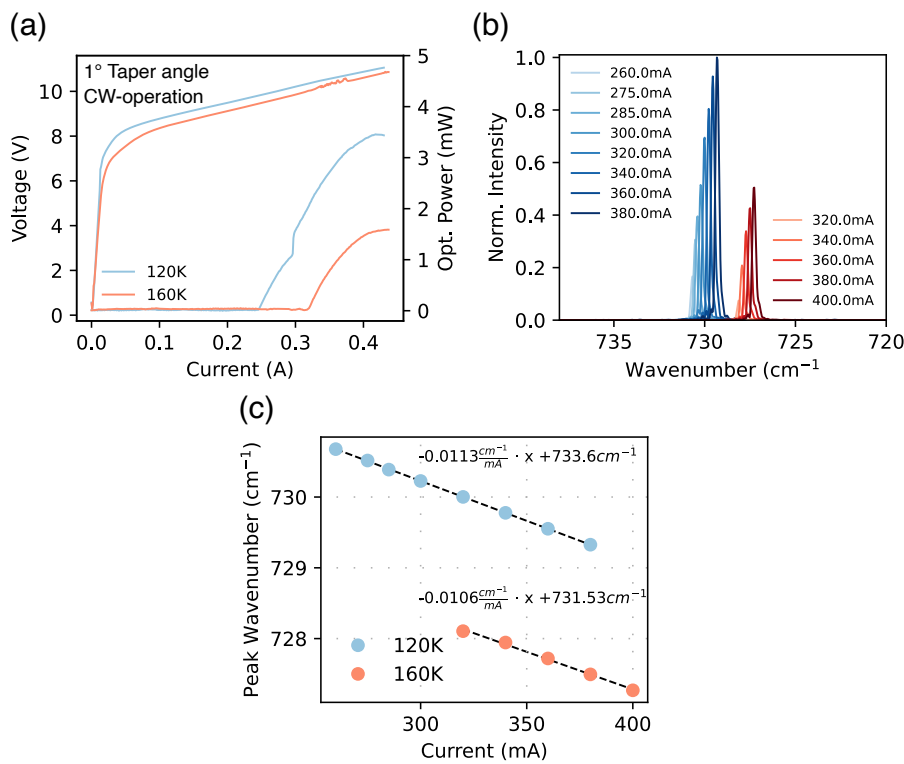 (a)
1° Taper angle
CW-operation
Voltage (V)
10
8
6
4
2
0
5
4
3
2
1
0
Opt. Power (mW)
120K
160K
0.0
0.1
0.2
0.3
0.4
Current (A)
(b)
Norm. Intensity
1.0
0.8
0.6
0.4
0.2
0.0
260.0mA
275.0mA
285.0mA
300.0mA
320.0mA
340.0mA
360.0mA
380.0mA
320.0mA
340.0mA
360.0mA
380.0mA
400.0mA
735
730
725
720
Wavenumber (cm⁻¹)
(c)
Peak Wavenumber (cm⁻¹)
730
729
728
-0.0113 cm⁻¹/mA · x +733.6cm⁻¹
-0.0106 cm⁻¹/mA · x +731.53cm⁻¹
120K
160K
300
350
400
Current (mA)